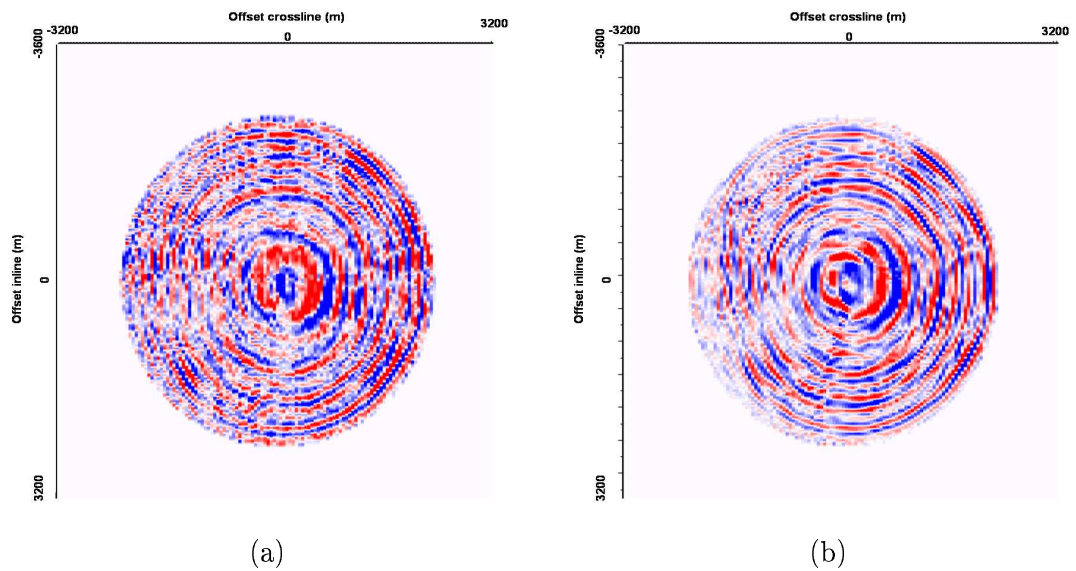 Offset crossline (m)
-3200 0 3200
-3600
Offset inline (m)
0
3200
(a)
Offset crossline (m)
-3200 0 3200
-3600
Offset inline (m)
0
3200
(b)